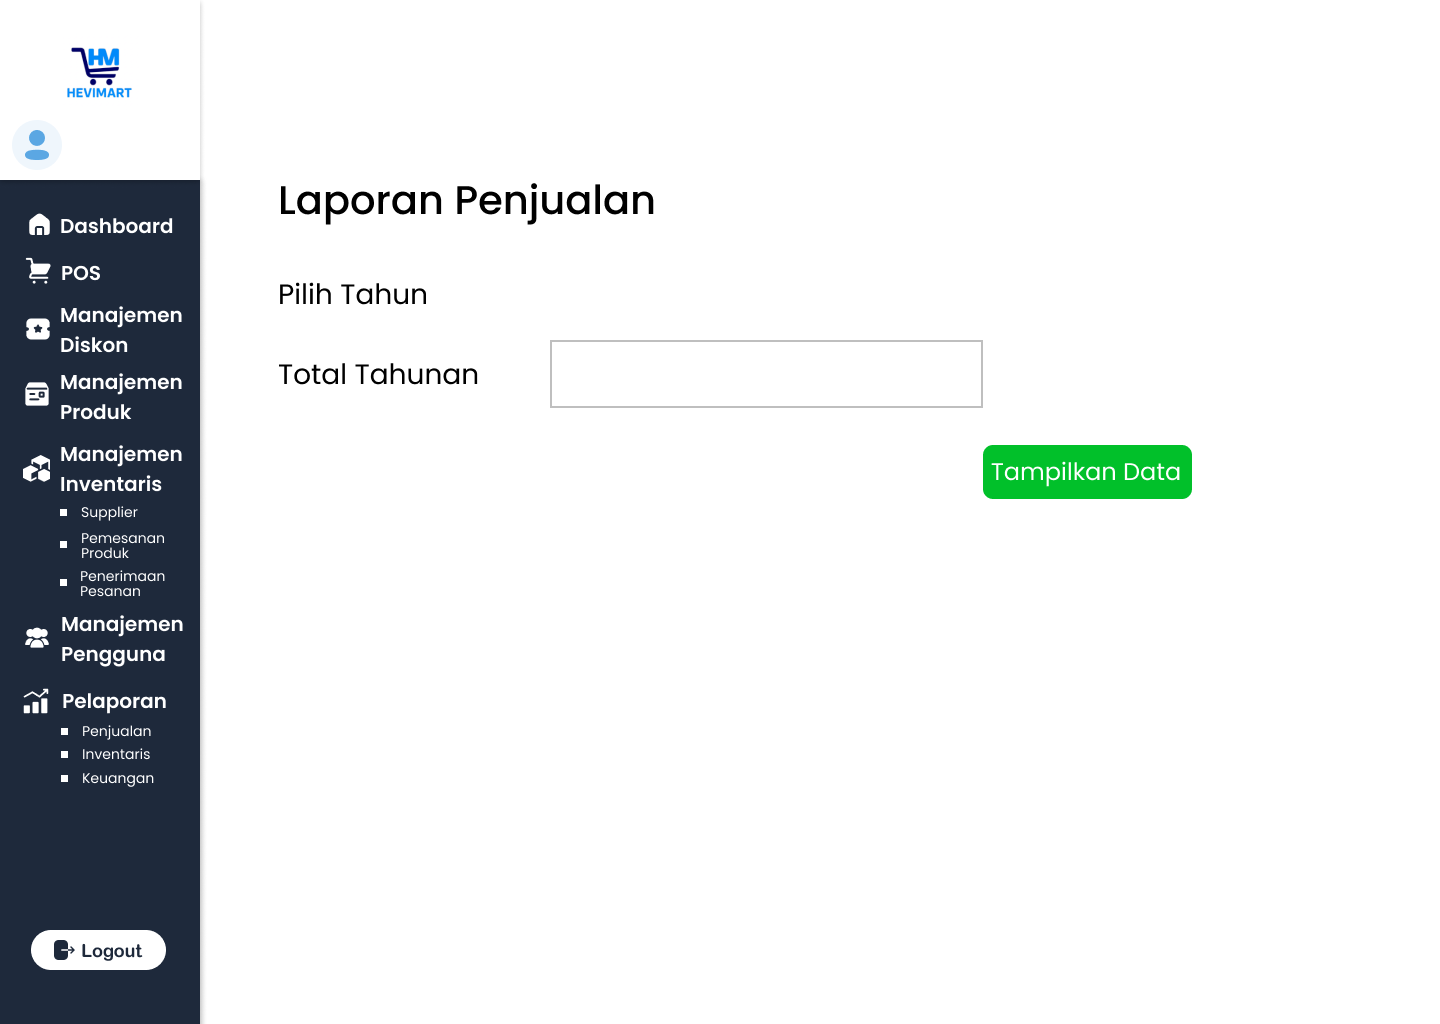 HM
HEVIMART
Dashboard
POS
Manajemen
Diskon
Manajemen
Produk
Manajemen
Inventaris
Supplier
Pemesanan
Produk
Penerimaan
Pesanan
Manajemen
Pengguna
Pelaporan
Penjualan
Inventaris
Keuangan
Logout
Laporan Penjualan
Pilih Tahun
Total Tahunan
Tampilkan Data